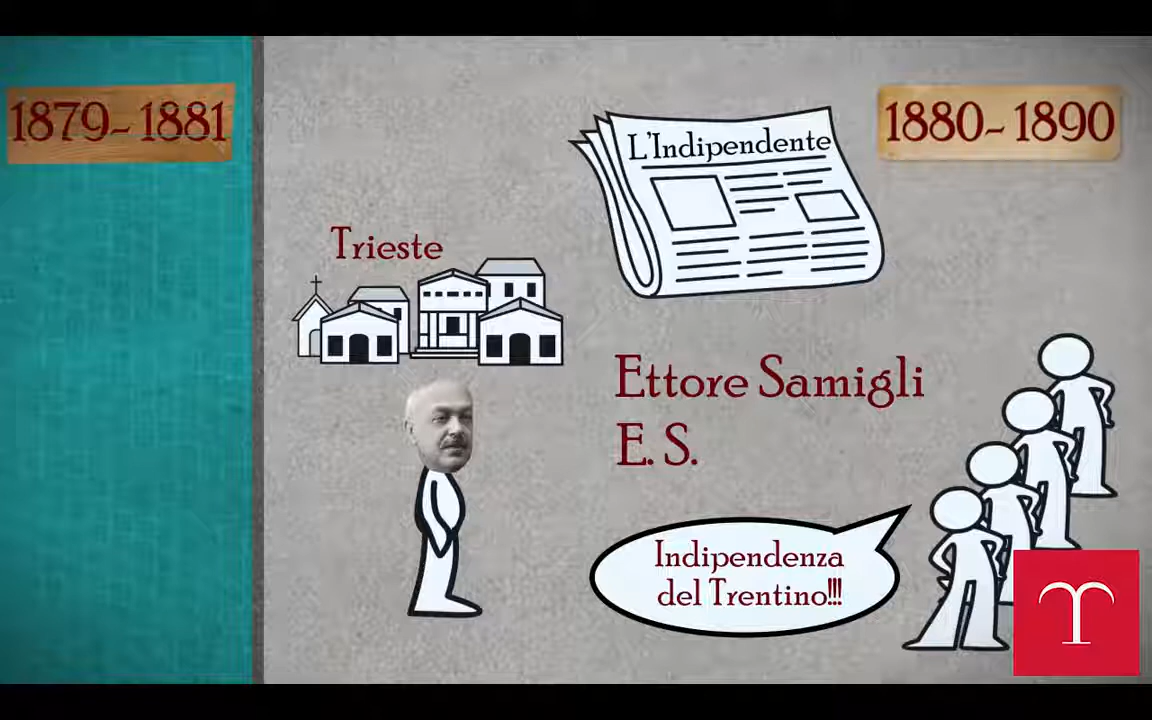 1879-1881
1880-1890
L'Indipendente
Trieste
Ettore Samigli
E. S.
Indipendenza
del Trentino!!!